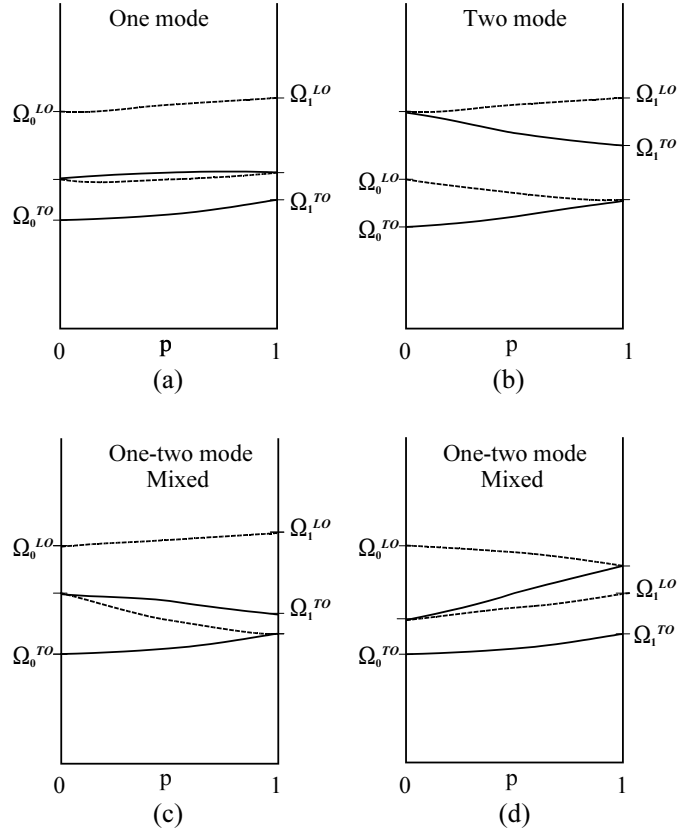 One mode
Ω₀ᴸᴼ
Ω₁ᴸᴼ
Ω₀ᵀᴼ
Ω₁ᵀᴼ
0
p
1
(a)
Two mode
Ω₁ᴸᴼ
Ω₁ᵀᴼ
Ω₀ᴸᴼ
Ω₀ᵀᴼ
0
p
1
(b)
One-two mode
Mixed
Ω₀ᴸᴼ
Ω₁ᴸᴼ
Ω₁ᵀᴼ
Ω₀ᵀᴼ
0
p
1
(c)
One-two mode
Mixed
Ω₀ᴸᴼ
Ω₁ᴸᴼ
Ω₀ᵀᴼ
Ω₁ᵀᴼ
0
p
1
(d)